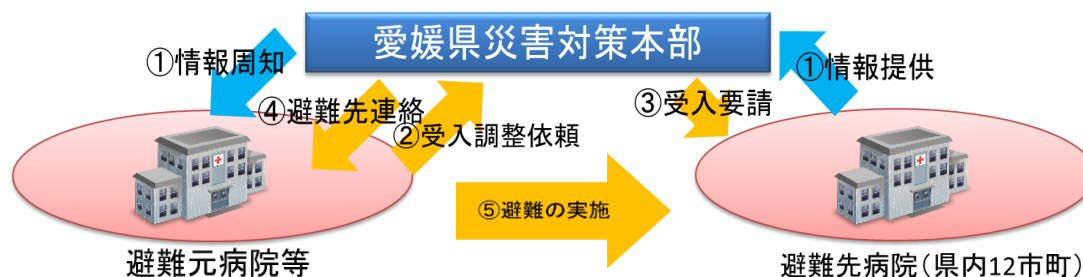 愛媛県災害対策本部
①情報周知
①情報提供
④避難先連絡
③受入要請
②受入調整依頼
⑤避難の実施
避難元病院等
避難先病院(県内12市町)